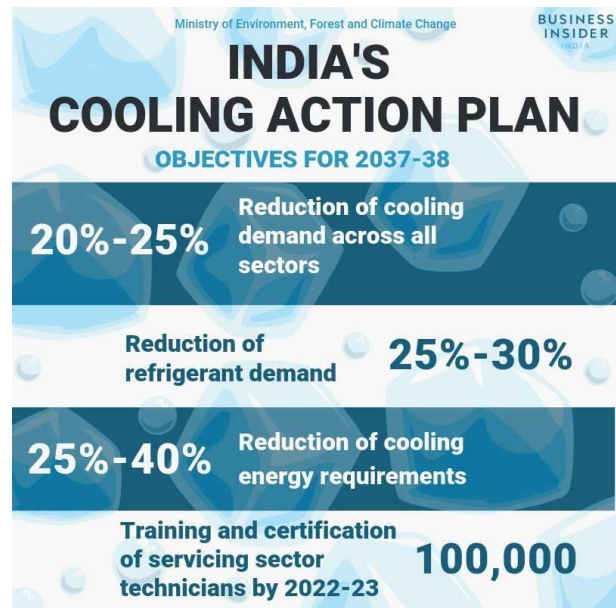 Ministry of Environment, Forest and Climate Change
BUSINESS
INSIDER
INDIA
INDIA'S
COOLING ACTION PLAN
OBJECTIVES FOR 2037-38
20%-25%
Reduction of cooling
demand across all
sectors
Reduction of
refrigerant demand
25%-30%
25%-40%
Reduction of cooling
energy requirements
Training and certification
of servicing sector
technicians by 2022-23
100,000